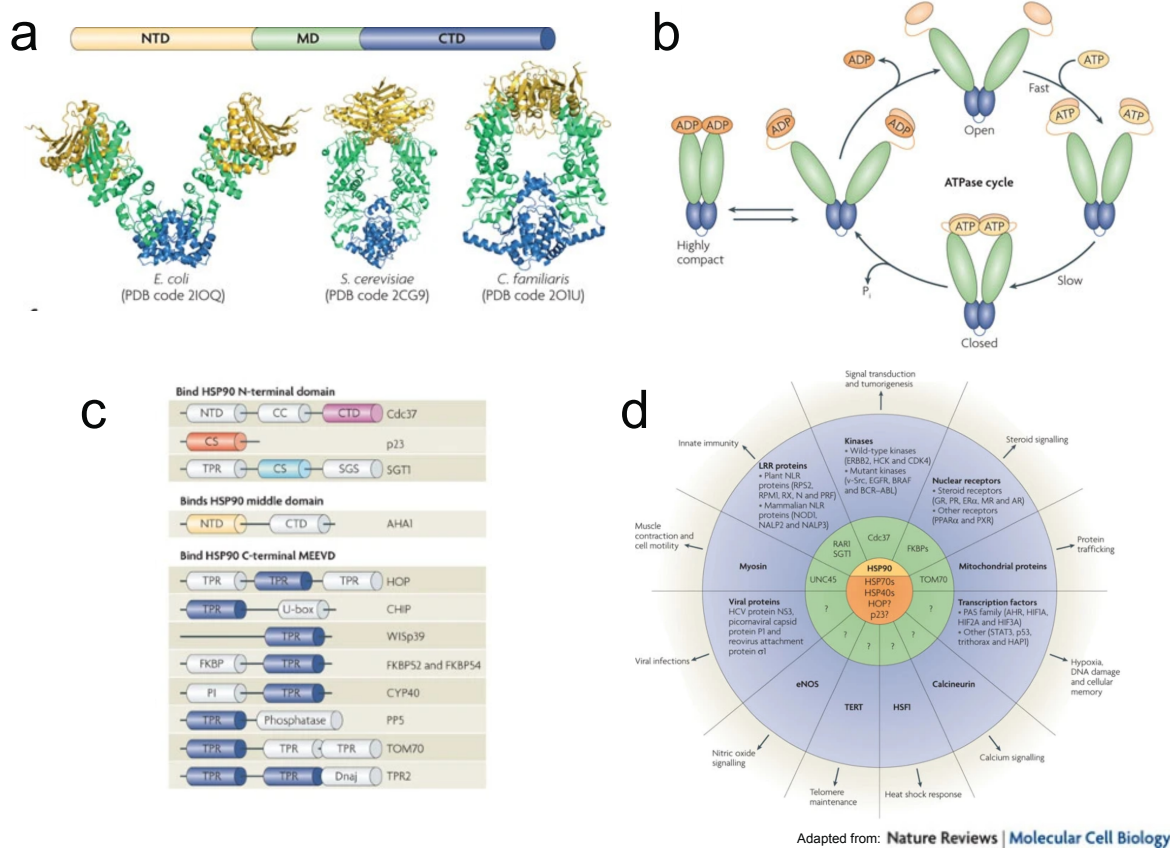 a
NTD
MD
CTD
E. coli
(PDB code 2IOQ)
S. cerevisiae
(PDB code 2CG9)
C. familiaris
(PDB code 2O1U)
b
ADP
ATP
Fast
Open
ATP
ATP
ADP
ADP
ADP
ADP
ATPase cycle
ATP
ATP
Highly
compact
Pi
Slow
Closed
c
Bind HSP90 N-terminal domain
NTD
CC
CTD
Cdc37
CS
p23
TPR
CS
SGS
SGT1
Binds HSP90 middle domain
NTD
CTD
AHA1
Bind HSP90 C-terminal MEEVD
TPR
TPR
TPR
HOP
TPR
U-box
CHIP
TPR
WISp39
FKBP
TPR
FKBP52 and FKBP54
PI
TPR
CYP40
TPR
Phosphatase
PP5
TPR
TPR
TPR
TOM70
TPR
TPR
Dnaj
TPR2
d
Signal transduction
and tumorigenesis
Innate immunity
Steroid signalling
Kinases
• Wild-type kinases
(ERBB2, HCK and CDK4)
• Mutant kinases
(v-Src, EGFR, BRAF
and BCR–ABL)
LRR proteins
• Plant NLR
proteins (RPS2,
RPM1, RX, N and PRF)
• Mammalian NLR
proteins (NOD1,
NALP2 and NALP3)
Nuclear receptors
• Steroid receptors
(GR, PR, ERα, MR and AR)
• Other receptors
(PPARα and PXR)
Muscle
contraction and
cell motility
Protein
trafficking
Cdc37
RAR1
SGT1
FKBPs
Myosin
UNC45
HSP90
HSP70s
HSP40s
HOP?
p23?
TOM70
Mitochondrial proteins
Viral proteins
HCV protein NS3,
picornaviral capsid
protein P1 and
reovirus attachment
protein σ1
?
?
?
?
?
?
Transcription factors
• PAS family (AHR, HIF1A,
HIF2A and HIF3A)
• Other (STAT3, p53,
trithorax and HAP1)
Viral infections
Hypoxia,
DNA damage
and cellular
memory
eNOS
TERT
HSF1
Calcineurin
Nitric oxide
signalling
Telomere
maintenance
Heat shock response
Calcium signalling
Adapted from: Nature Reviews | Molecular Cell Biology